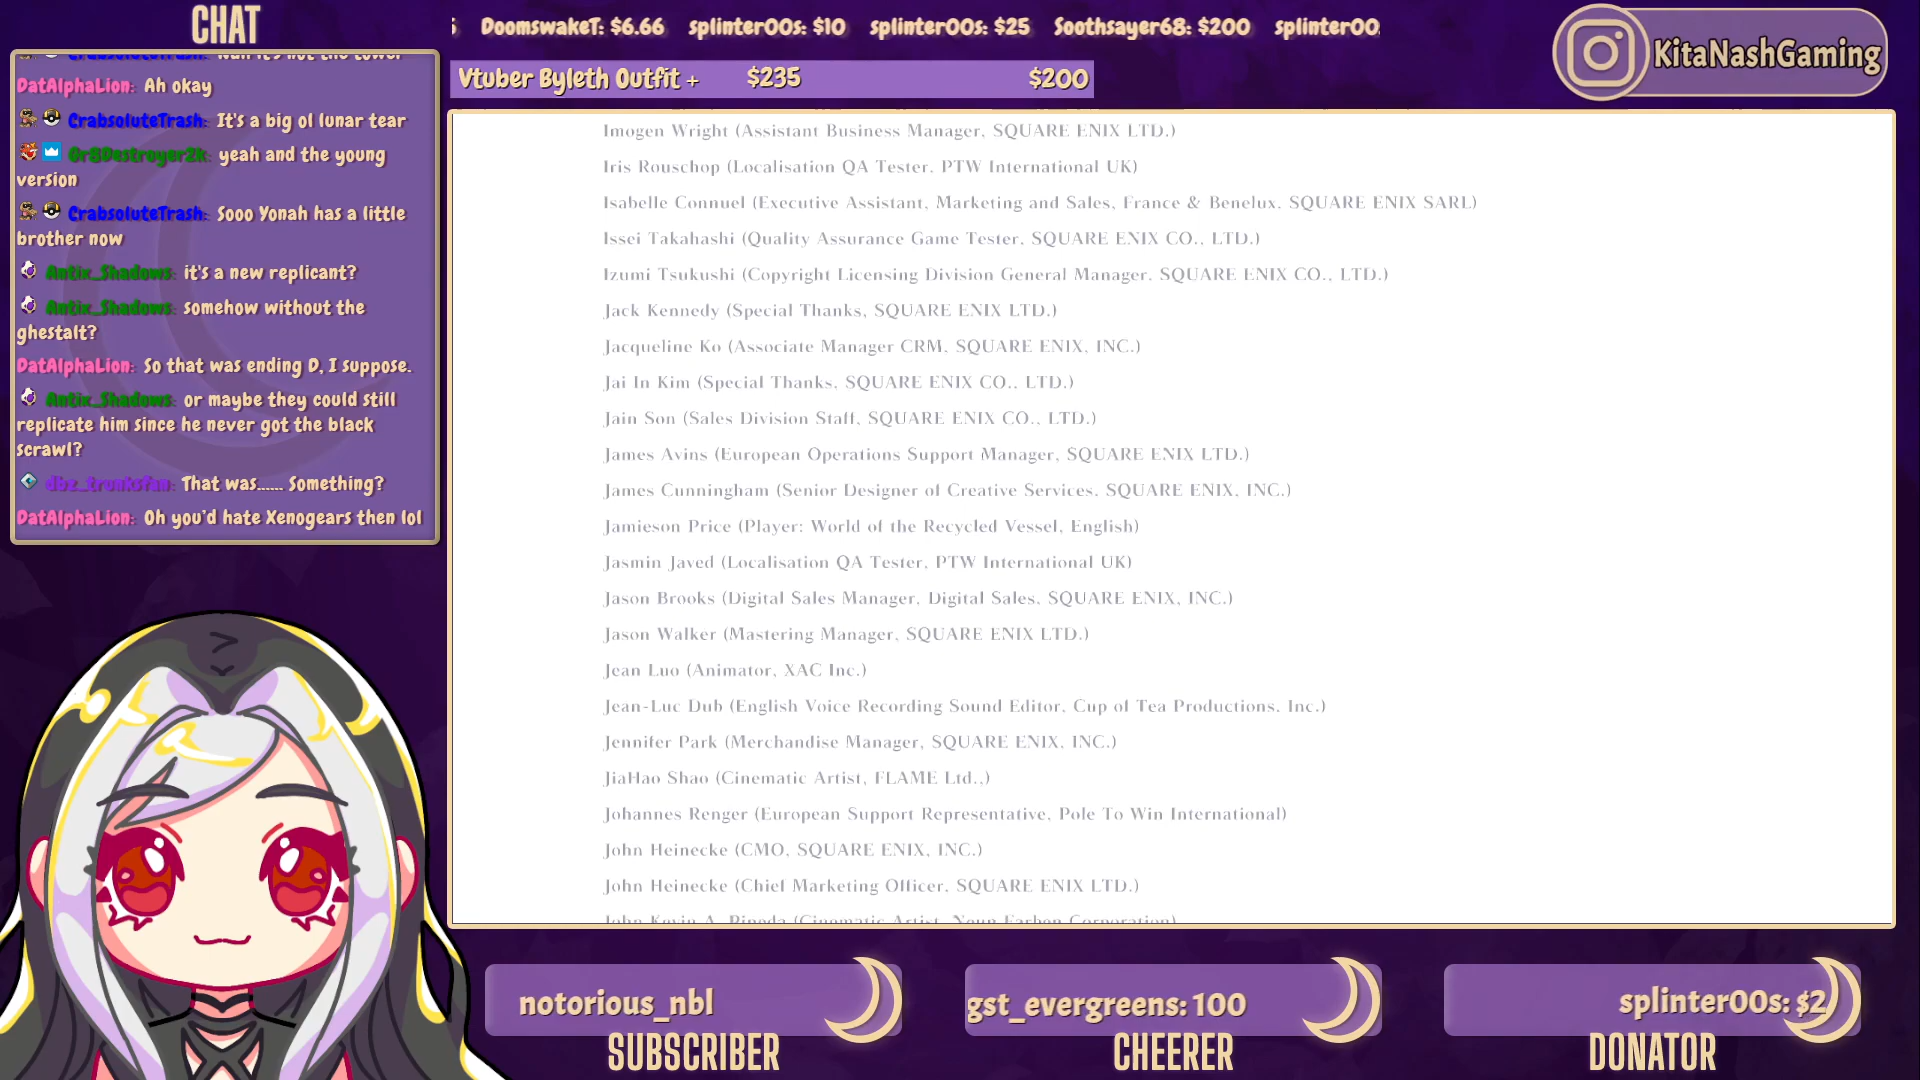 CHAT
DoomswakeT: $6.66 splinter00s: $10 splinter00s: $25 Soothsayer68: $200 splinter00
KitaNashGaming
Vtuber Byleth Outfit + $235 $200
DatAlphaLion: Ah okay
CrabsoluteTrash: It's a big ol lunar tear
Or8Destroyer2k: yeah and the young
version
CrabsoluteTrash: Sooo Yonah has a little
brother now
Antix_Shadows: it's a new replicant?
Antix_Shadows: somehow without the
ghestalt?
DatAlphaLion: So that was ending D, I suppose.
Antix_Shadows: or maybe they could still
replicate him since he never got the black
scrawl?
dbz_trunksfan: That was...... Something?
DatAlphaLion: Oh you'd hate Xenogears then lol
Imogen Wright (Assistant Business Manager, SQUARE ENIX LTD.)
Iris Rouschop (Localisation QA Tester, PTW International UK)
Isabelle Connuel (Executive Assistant, Marketing and Sales, France & Benelux, SQUARE ENIX SARL)
Issei Takahashi (Quality Assurance Game Tester, SQUARE ENIX CO., LTD.)
Izumi Tsukushi (Copyright Licensing Division General Manager, SQUARE ENIX CO., LTD.)
Jack Kennedy (Special Thanks, SQUARE ENIX LTD.)
Jacqueline Ko (Associate Manager CRM, SQUARE ENIX, INC.)
Jai In Kim (Special Thanks, SQUARE ENIX CO., LTD.)
Jain Son (Sales Division Staff, SQUARE ENIX CO., LTD.)
James Avins (European Operations Support Manager, SQUARE ENIX LTD.)
James Cunningham (Senior Designer of Creative Services, SQUARE ENIX, INC.)
Jamieson Price (Player: World of the Recycled Vessel, English)
Jasmin Javed (Localisation QA Tester, PTW International UK)
Jason Brooks (Digital Sales Manager, Digital Sales, SQUARE ENIX, INC.)
Jason Walker (Mastering Manager, SQUARE ENIX LTD.)
Jean Luo (Animator, XAC Inc.)
Jean-Luc Dub (English Voice Recording Sound Editor, Cup of Tea Productions, Inc.)
Jennifer Park (Merchandise Manager, SQUARE ENIX, INC.)
JiaHao Shao (Cinematic Artist, FLAME Ltd.,)
Johannes Renger (European Support Representative, Pole To Win International)
John Heinecke (CMO, SQUARE ENIX, INC.)
John Heinecke (Chief Marketing Officer, SQUARE ENIX LTD.)
John Kevin A. Pineda (Cinematic Artist,
notorious_nbl
SUBSCRIBER
gst_evergreens: 100
CHEERER
splinter00s: $2
DONATOR